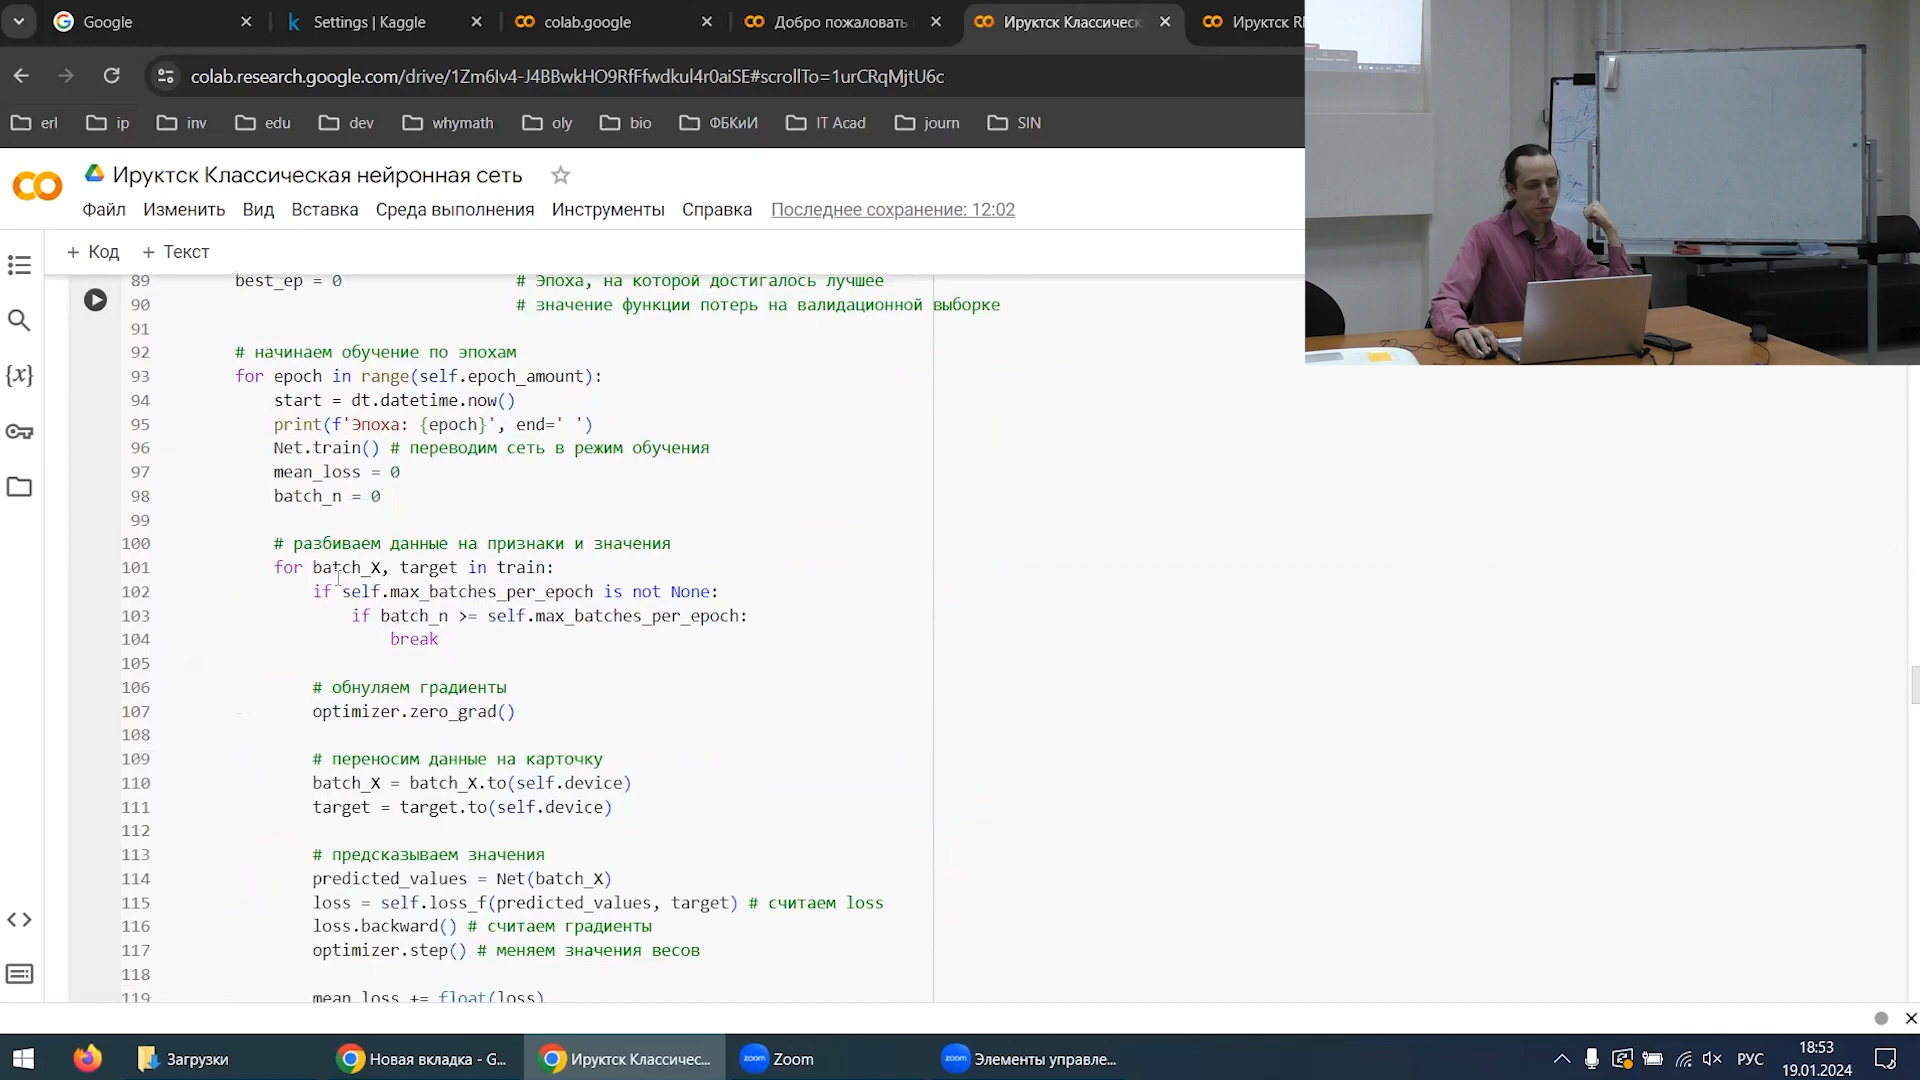 Google
Settings | Kaggle
colab.google
Добро пожаловать
Ируктск Классическ
Ируктск R
colab.research.google.com/drive/1Zm6lv4-J4BBwkHO9RfFfwdkul4r0aiSE#scrollTo=1urCRqMjtU6c
erl ip inv edu dev whymath oly bio ФБКиИ IT Acad journ SIN
Ируктск Классическая нейронная сеть
Файл Изменить Вид Вставка Среда выполнения Инструменты Справка Последнее сохранение: 12:02
+ Код + Текст
89 best_ep = 0 # Эпоха, на которой достигалось лучшее
90 # значение функции потерь на валидационной выборке
91
92 # начинаем обучение по эпохам
93 for epoch in range(self.epoch_amount):
94 start = dt.datetime.now()
95 print(f'Эпоха: {epoch}', end=' ')
96 Net.train() # переводим сеть в режим обучения
97 mean_loss = 0
98 batch_n = 0
99
100 # разбиваем данные на признаки и значения
101 for batch_X, target in train:
102 if self.max_batches_per_epoch is not None:
103 if batch_n >= self.max_batches_per_epoch:
104 break
105
106 # обнуляем градиенты
107 optimizer.zero_grad()
108
109 # переносим данные на карточку
110 batch_X = batch_X.to(self.device)
111 target = target.to(self.device)
112
113 # предсказываем значения
114 predicted_values = Net(batch_X)
115 loss = self.loss_f(predicted_values, target) # считаем loss
116 loss.backward() # считаем градиенты
117 optimizer.step() # меняем значения весов
118
119 mean_loss += float(loss)
Загрузки
Новая вкладка - G...
Ируктск Классичес...
zoom Zoom
zoom Элементы управле...
РУС
18:53
19.01.2024